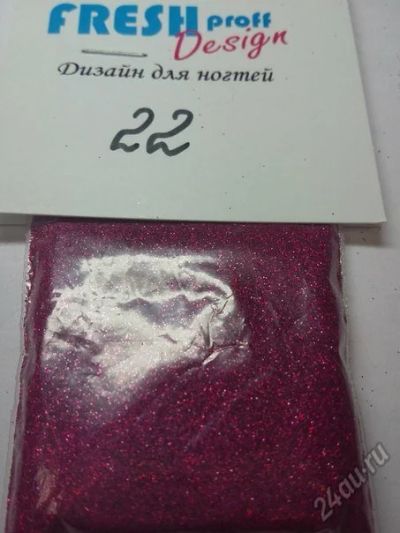 FRESH proff
Design
Дизайн для ногтей
22
24au.ru